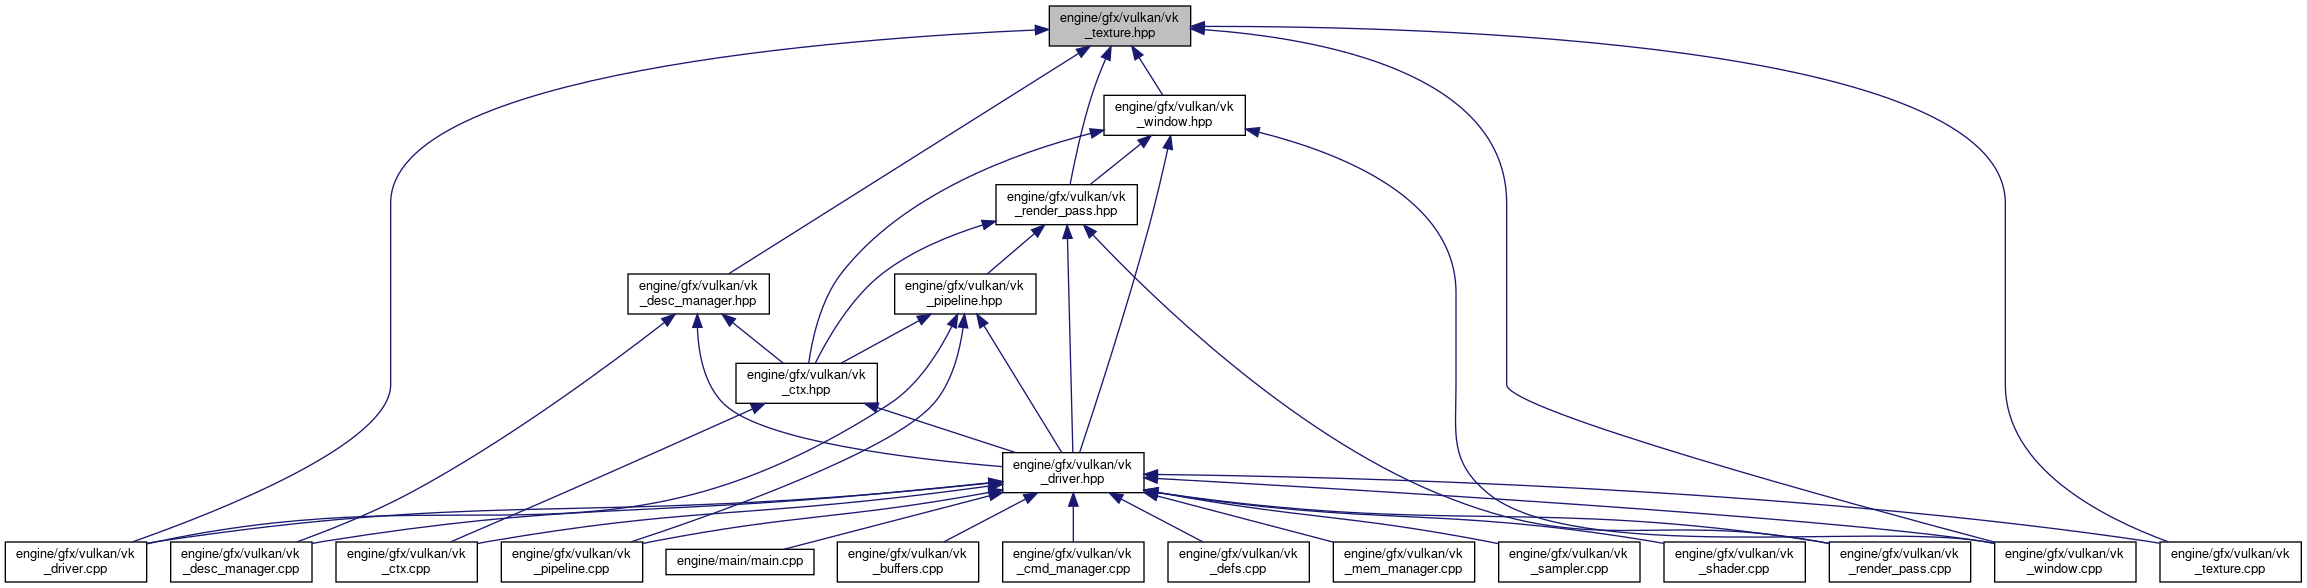 engine/gfx/vulkan/vk
_texture.hpp
engine/gfx/vulkan/vk
_window.hpp
engine/gfx/vulkan/vk
_render_pass.hpp
engine/gfx/vulkan/vk
_desc_manager.hpp
engine/gfx/vulkan/vk
_pipeline.hpp
engine/gfx/vulkan/vk
_ctx.hpp
engine/gfx/vulkan/vk
_driver.hpp
engine/gfx/vulkan/vk
_driver.cpp
engine/gfx/vulkan/vk
_desc_manager.cpp
engine/gfx/vulkan/vk
_ctx.cpp
engine/gfx/vulkan/vk
_pipeline.cpp
engine/main/main.cpp
engine/gfx/vulkan/vk
_buffers.cpp
engine/gfx/vulkan/vk
_cmd_manager.cpp
engine/gfx/vulkan/vk
_defs.cpp
engine/gfx/vulkan/vk
_mem_manager.cpp
engine/gfx/vulkan/vk
_sampler.cpp
engine/gfx/vulkan/vk
_shader.cpp
engine/gfx/vulkan/vk
_render_pass.cpp
engine/gfx/vulkan/vk
_window.cpp
engine/gfx/vulkan/vk
_texture.cpp